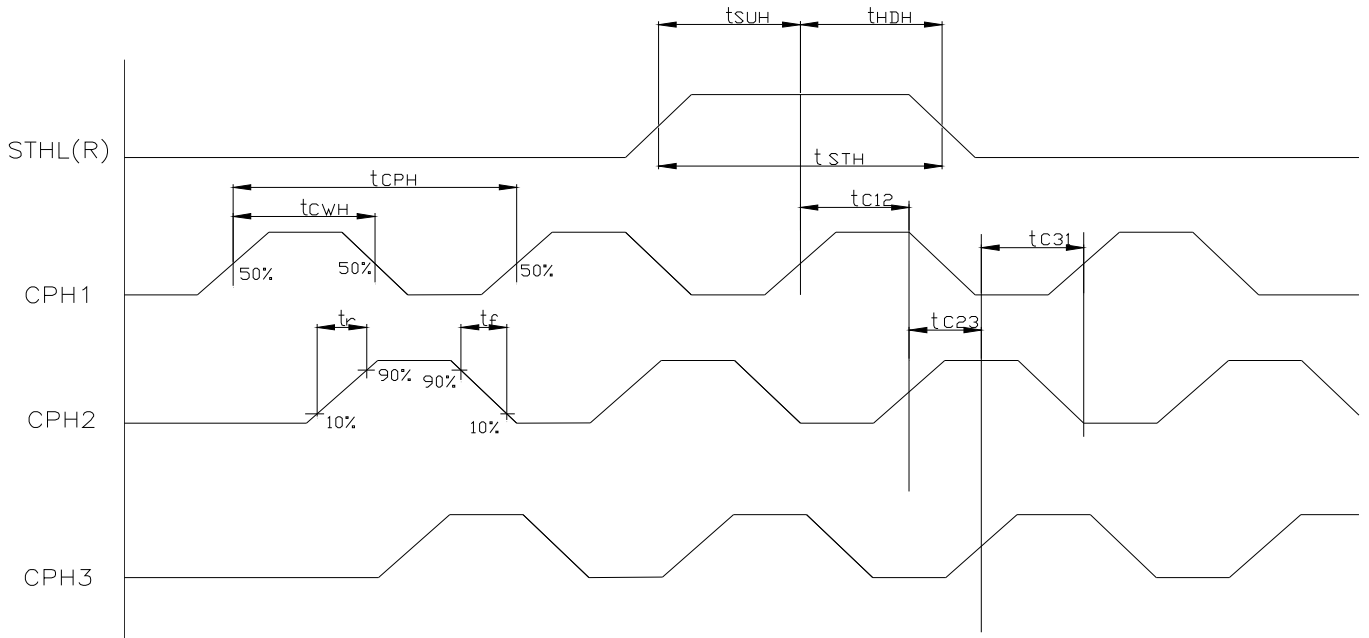 tSUH tHDH
STHL(R)
tSTH
tCPH
tCWH tC12
tC31
50% 50% 50%
CPH1
tr tf tC23
90% 90%
10% 10%
CPH2
CPH3